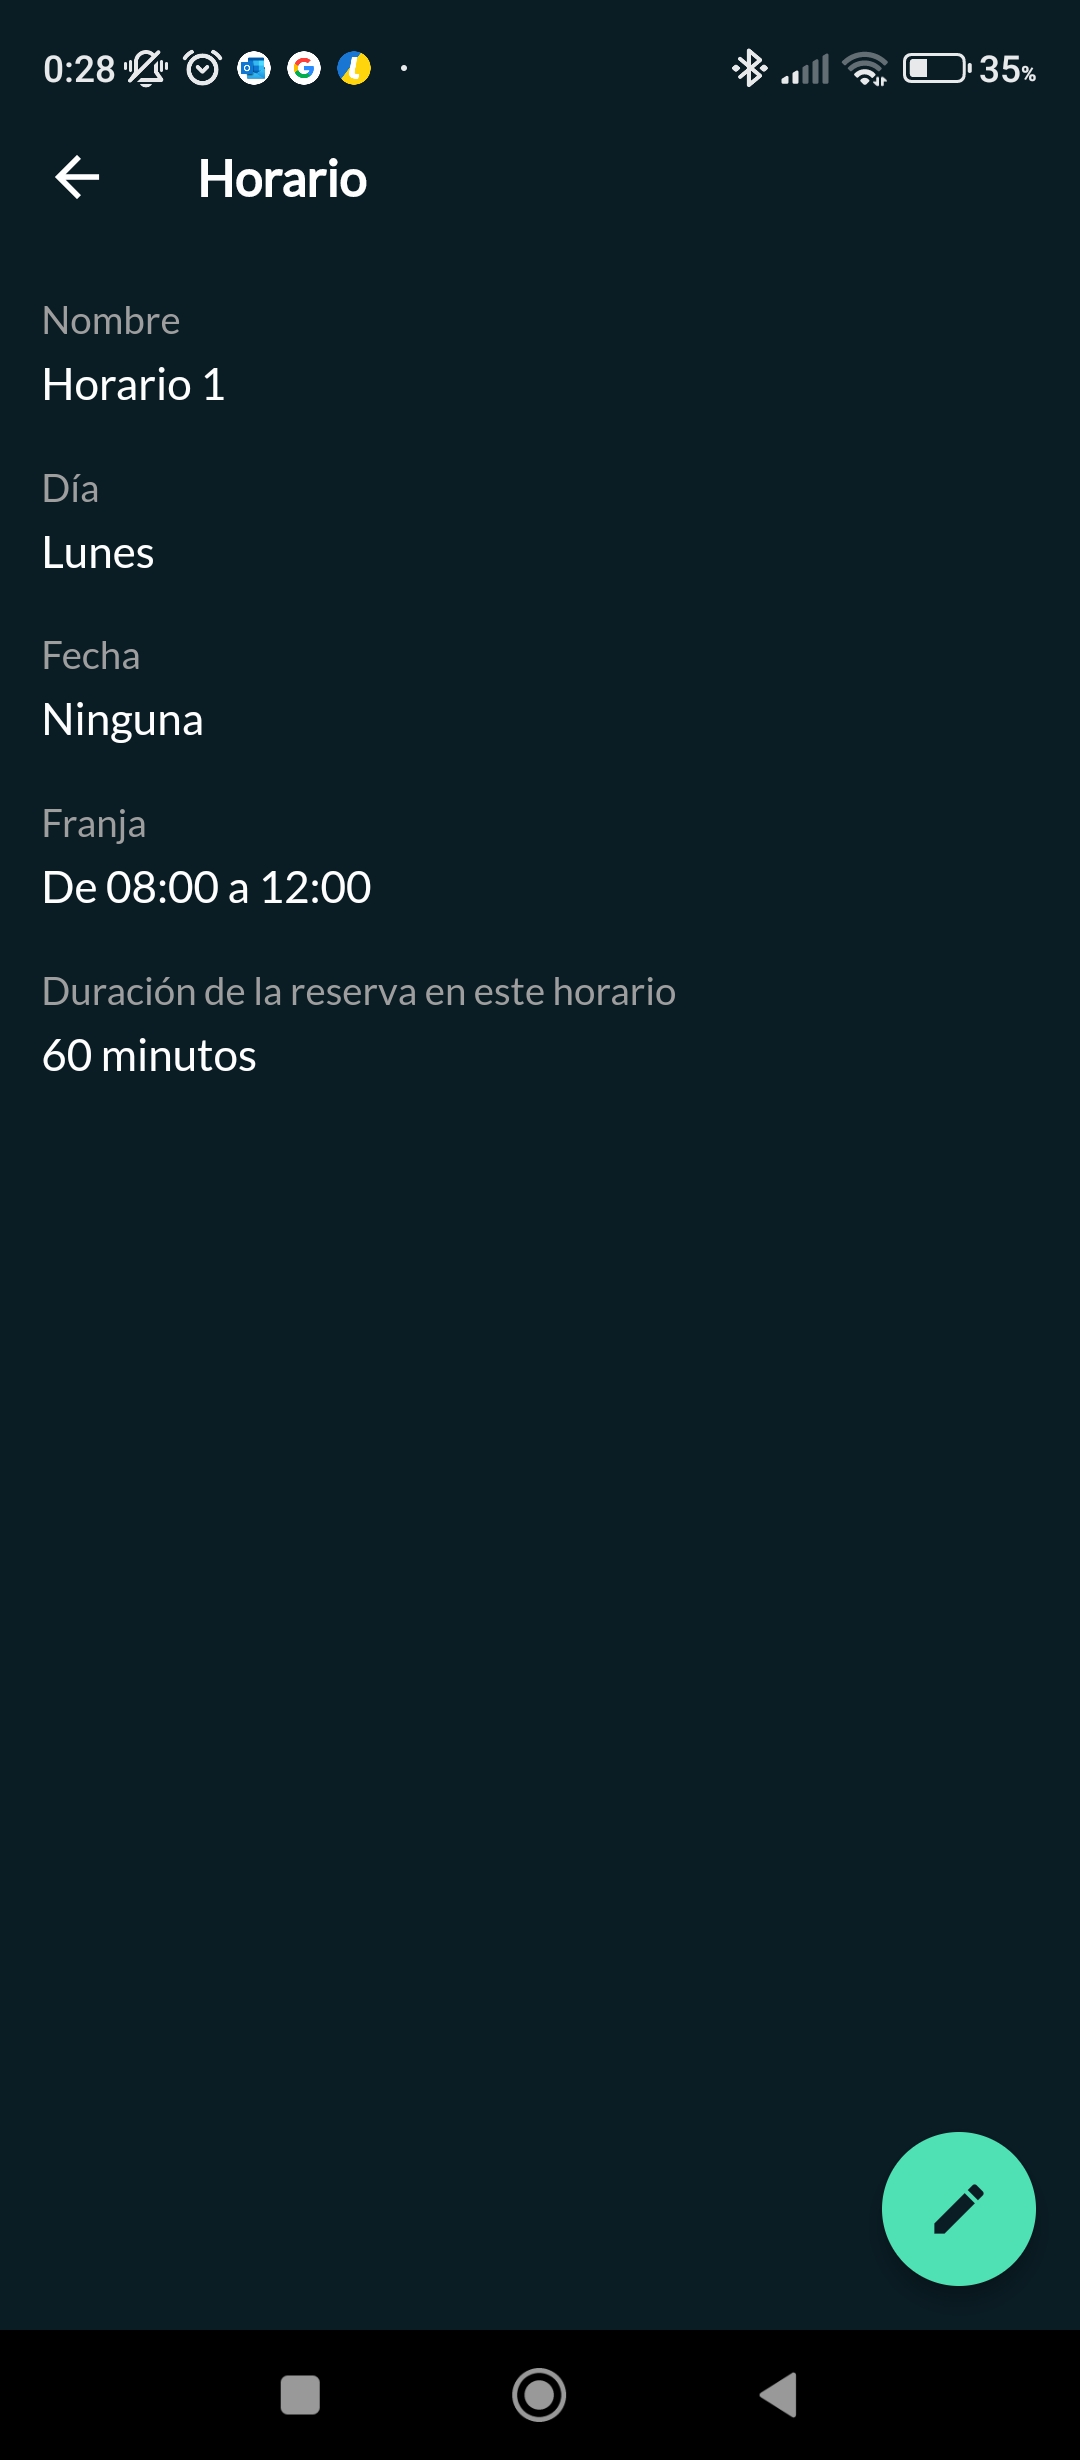 0:28
35%
Horario
Nombre
Horario 1
Día
Lunes
Fecha
Ninguna
Franja
De 08:00 a 12:00
Duración de la reserva en este horario
60 minutos